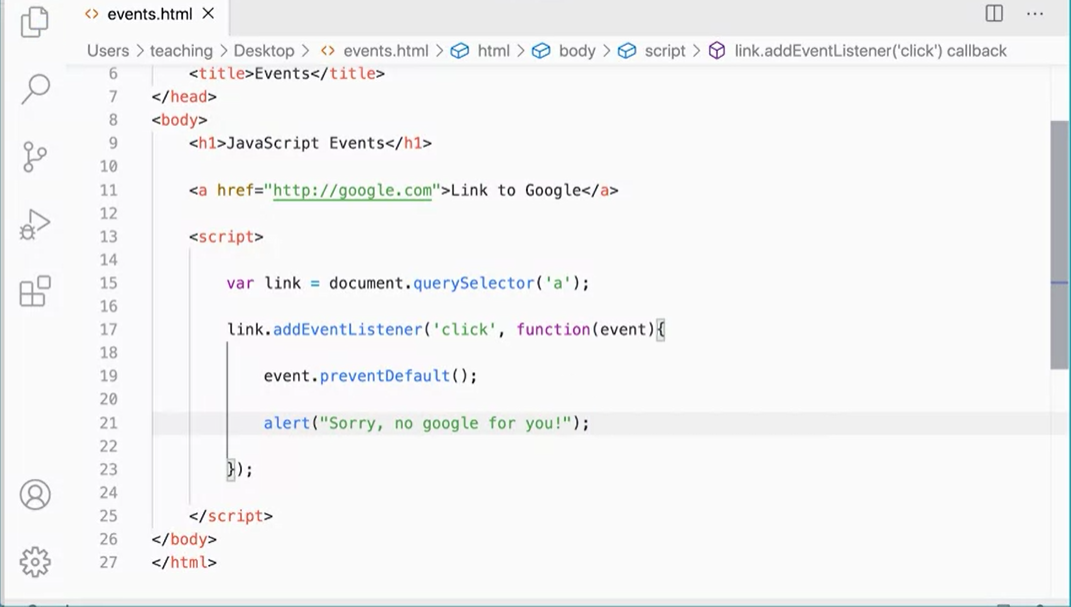 events.html
Users > teaching > Desktop > events.html > html > body > script > link.addEventListener('click') callback
6 <title>Events</title>
7 </head>
8 <body>
9 <h1>JavaScript Events</h1>
10
11 <a href="http://google.com">Link to Google</a>
12
13 <script>
14
15 var link = document.querySelector('a');
16
17 link.addEventListener('click', function(event){
18
19 event.preventDefault();
20
21 alert("Sorry, no google for you!");
22
23 });
24
25 </script>
26 </body>
27 </html>